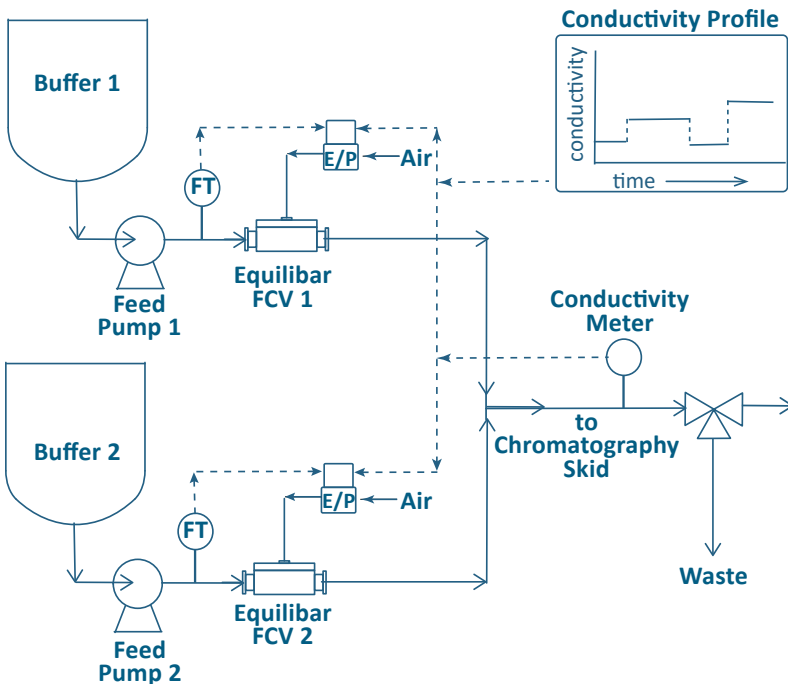 Conductivity Profile
conductivity
time
Buffer 1
E/P
Air
FT
Equilibar
FCV 1
Feed
Pump 1
Conductivity
Meter
to
Chromatography
Skid
Buffer 2
E/P
Air
FT
Equilibar
FCV 2
Feed
Pump 2
Waste